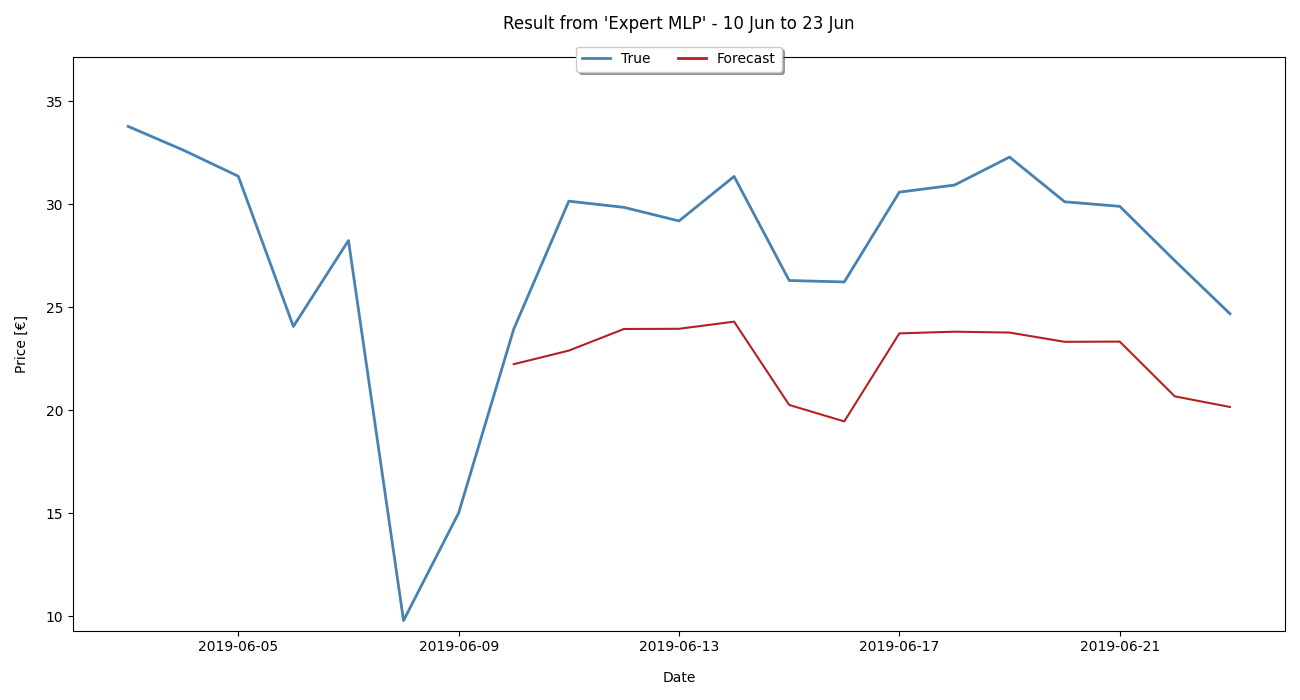 Result from 'Expert MLP' - 10 Jun to 23 Jun
True Forecast
35
30
25
20
15
10
Price [€]
2019-06-05 2019-06-09 2019-06-13 2019-06-17 2019-06-21
Date